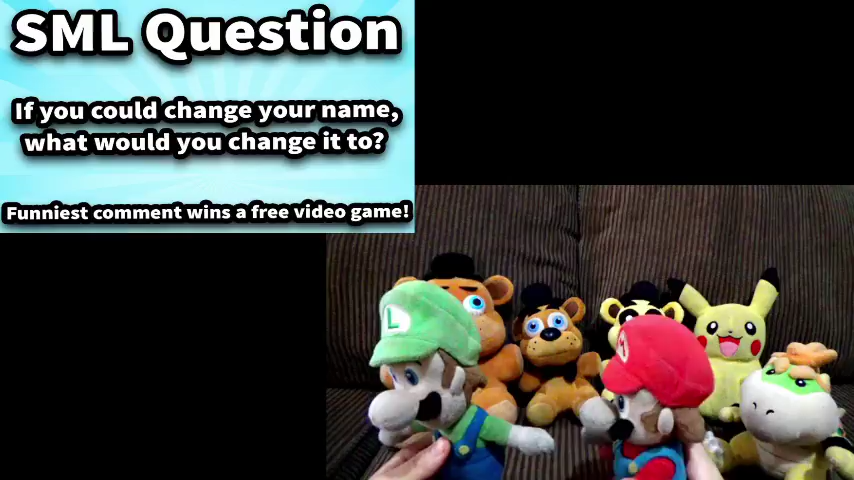 SML Question
If you could change your name,
what would you change it to?
Funniest comment wins a free video game!
L